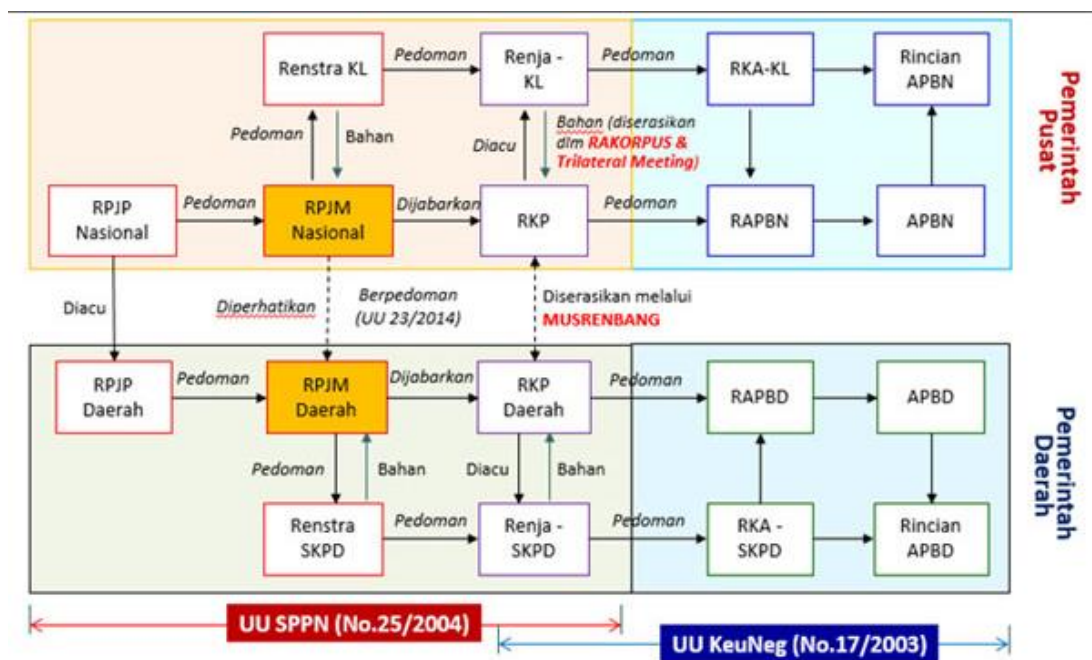 Pedoman
Pedoman
Pedoman
Renstra KL
Renja -
KL
RKA-KL
Rincian
APBN
Pedoman
Bahan
Diacu
Bahan (diserasikan
dlm RAKORPUS &
Trilateral Meeting)
RPJP
Nasional
Pedoman
RPJM
Nasional
Dijabarkan
RKP
Pedoman
RAPBN
APBN
Pemerintah
Pusat
Diacu
Diperhatikan
Berpedoman
(UU 23/2014)
Diserasikan melalui
MUSRENBANG
RPJP
Daerah
Pedoman
RPJM
Daerah
Dijabarkan
RKP
Daerah
Pedoman
RAPBD
APBD
Pedoman
Bahan
Diacu
Bahan
Renstra
SKPD
Pedoman
Renja -
SKPD
Pedoman
RKA -
SKPD
Rincian
APBD
Pemerintah
Daerah
UU SPPN (No.25/2004)
UU KeuNeg (No.17/2003)